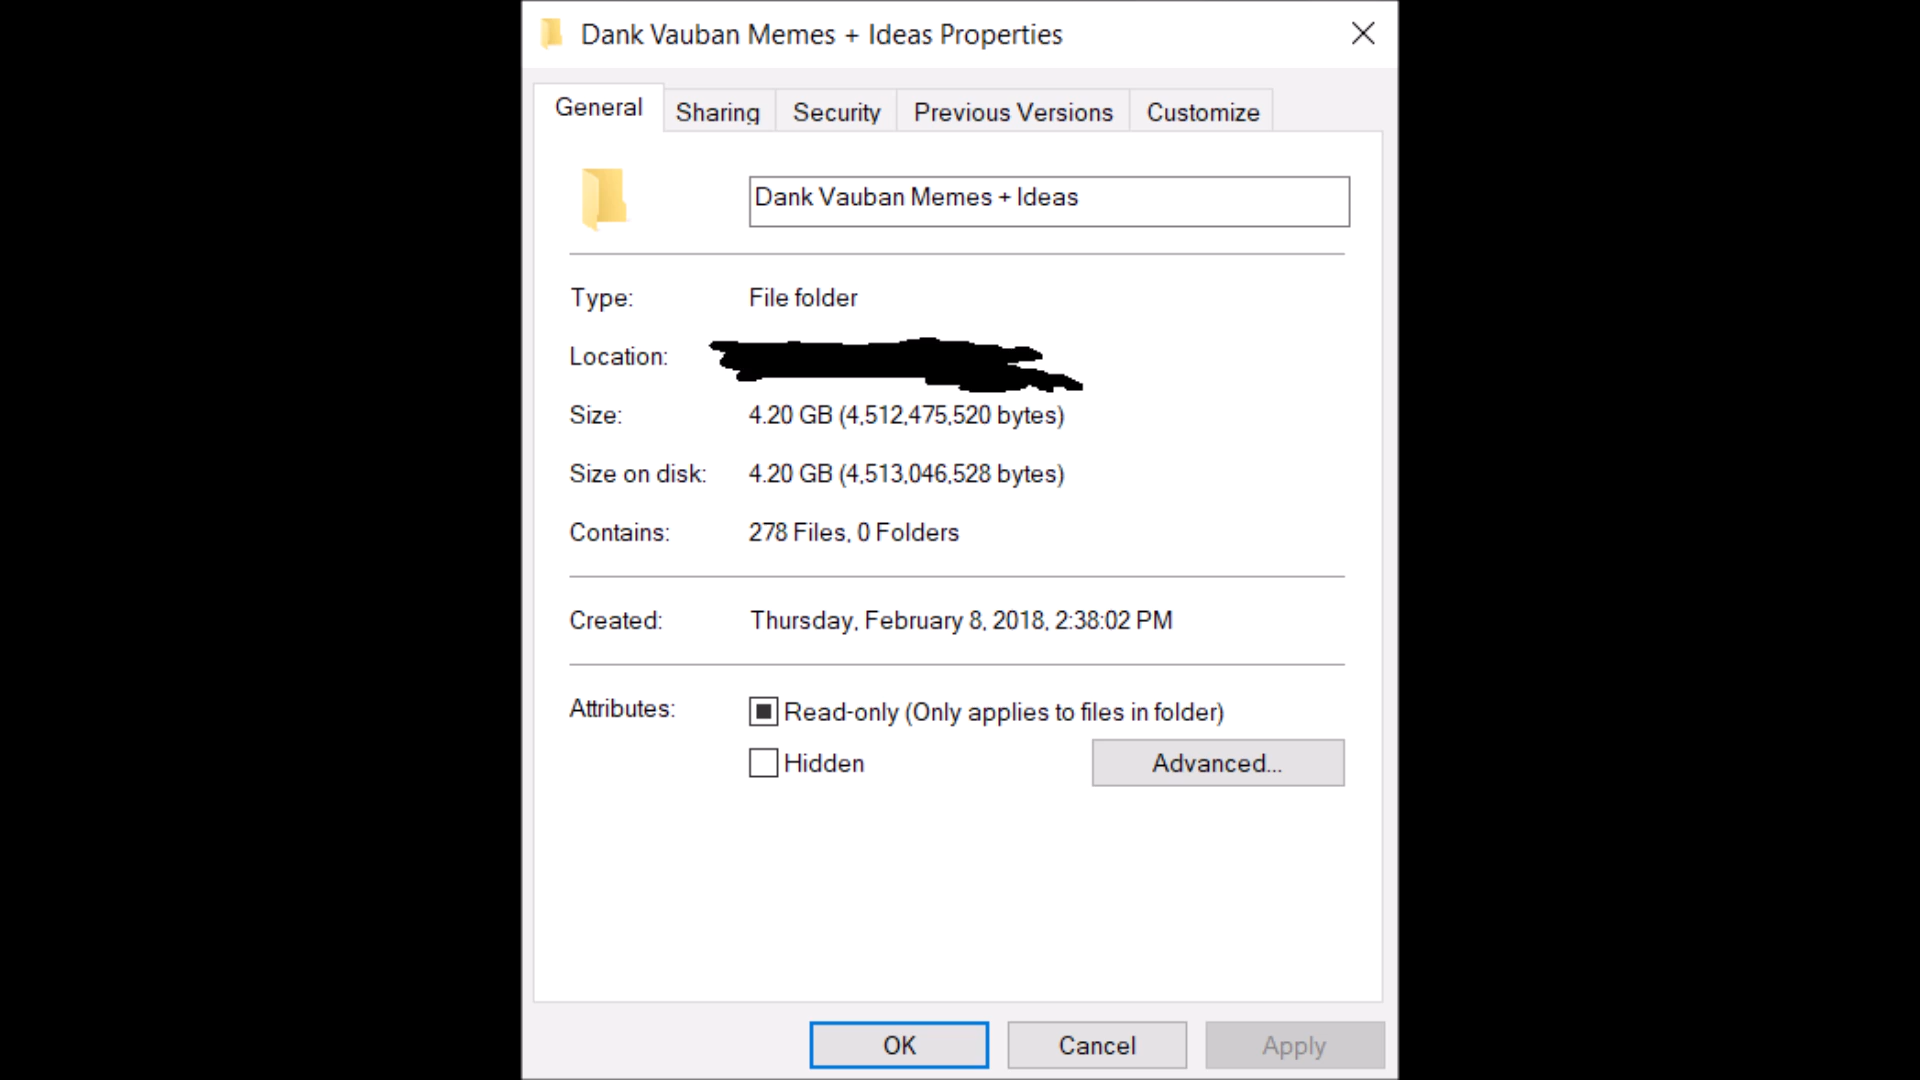 Dank Vauban Memes + Ideas Properties
General Sharing Security Previous Versions Customize
Dank Vauban Memes + Ideas
Type: File folder
Location:
Size: 4.20 GB (4,512,475,520 bytes)
Size on disk: 4.20 GB (4,513,046,528 bytes)
Contains: 278 Files, 0 Folders
Created: Thursday, February 8, 2018, 2:38:02 PM
Attributes: Read-only (Only applies to files in folder)
Hidden Advanced...
OK Cancel Apply